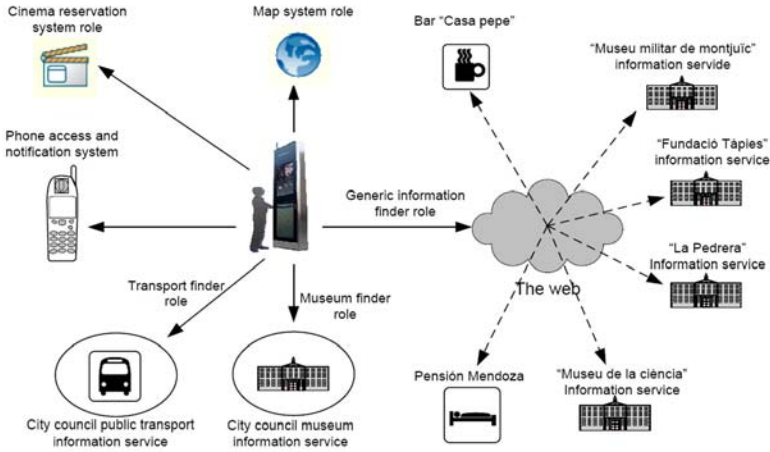 Cinema reservation
system role
Map system role
Bar “Casa pepe”
“Museu militar de montjuïc”
information servide
Phone access and
notification system
“Fundació Tàpies”
information service
Generic information
finder role
“La Pedrera”
Information service
Transport finder
role
Museum finder
role
The web
Pensión Mendoza
“Museu de la ciència”
Information service
City council public transport
information service
City council museum
information service